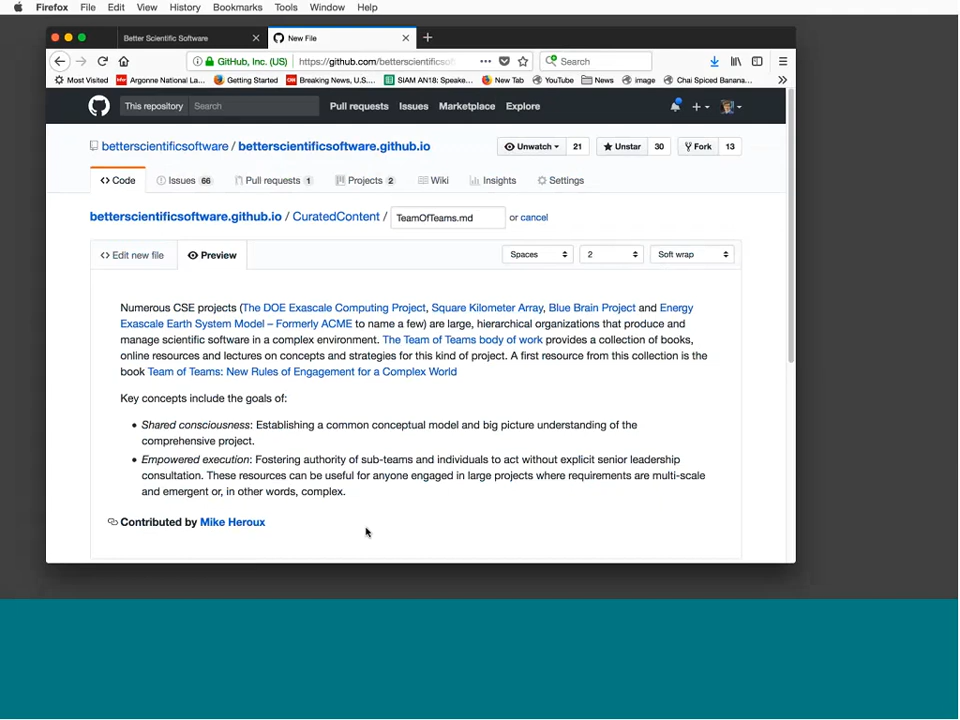 Firefox File Edit View History Bookmarks Tools Window Help
Better Scientific Software New File
GitHub, Inc. (US) https://github.com/betterscientificsof Search
Most Visited Argonne National La... Getting Started Breaking News, U.S.... SIAM AN18: Speake... New Tab YouTube News image Chai Spiced Banana...
This repository Search Pull requests Issues Marketplace Explore
betterscientificsoftware / betterscientificsoftware.github.io Unwatch 21 Unstar 30 Fork 13
Code Issues 66 Pull requests 1 Projects 2 Wiki Insights Settings
betterscientificsoftware.github.io / CuratedContent / TeamOfTeams.md or cancel
Edit new file Preview Spaces 2 Soft wrap
Numerous CSE projects (The DOE Exascale Computing Project, Square Kilometer Array, Blue Brain Project and Energy
Exascale Earth System Model – Formerly ACME to name a few) are large, hierarchical organizations that produce and
manage scientific software in a complex environment. The Team of Teams body of work provides a collection of books,
online resources and lectures on concepts and strategies for this kind of project. A first resource from this collection is the
book Team of Teams: New Rules of Engagement for a Complex World
Key concepts include the goals of:
• Shared consciousness: Establishing a common conceptual model and big picture understanding of the
comprehensive project.
• Empowered execution: Fostering authority of sub-teams and individuals to act without explicit senior leadership
consultation. These resources can be useful for anyone engaged in large projects where requirements are multi-scale
and emergent or, in other words, complex.
Contributed by Mike Heroux